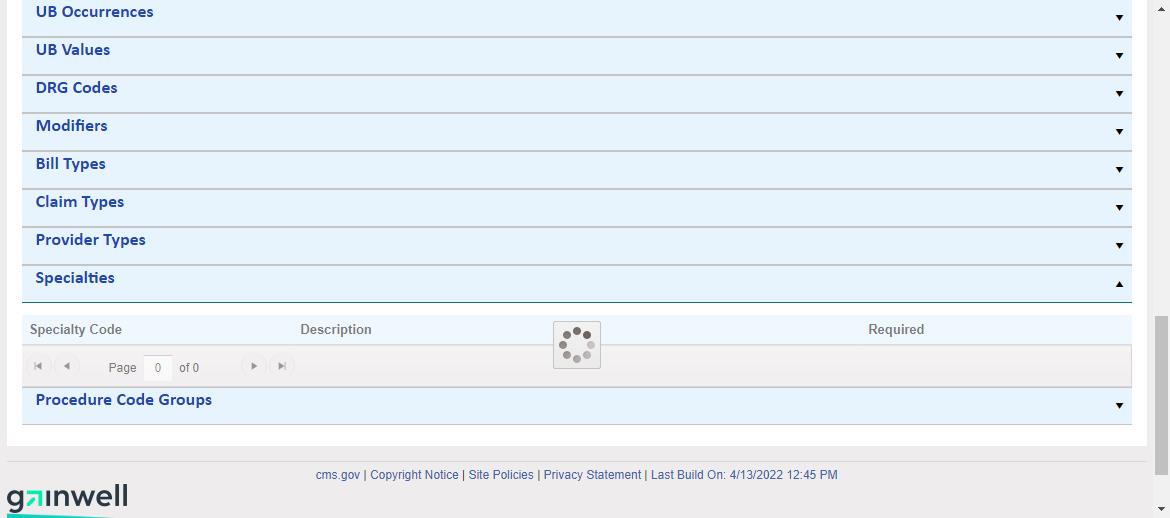 UB Occurrences
UB Values
DRG Codes
Modifiers
Bill Types
Claim Types
Provider Types
Specialties
Specialty Code Description Required
Page 0 of 0
Procedure Code Groups
cms.gov | Copyright Notice | Site Policies | Privacy Statement | Last Build On: 4/13/2022 12:45 PM
gainwell